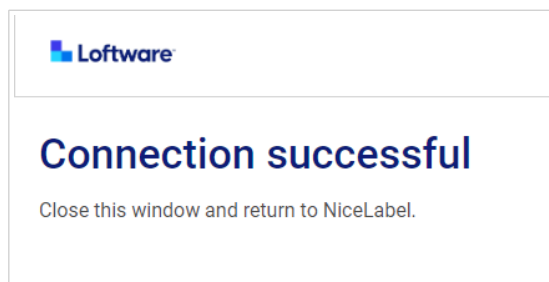 Loftware
Connection successful
Close this window and return to NiceLabel.